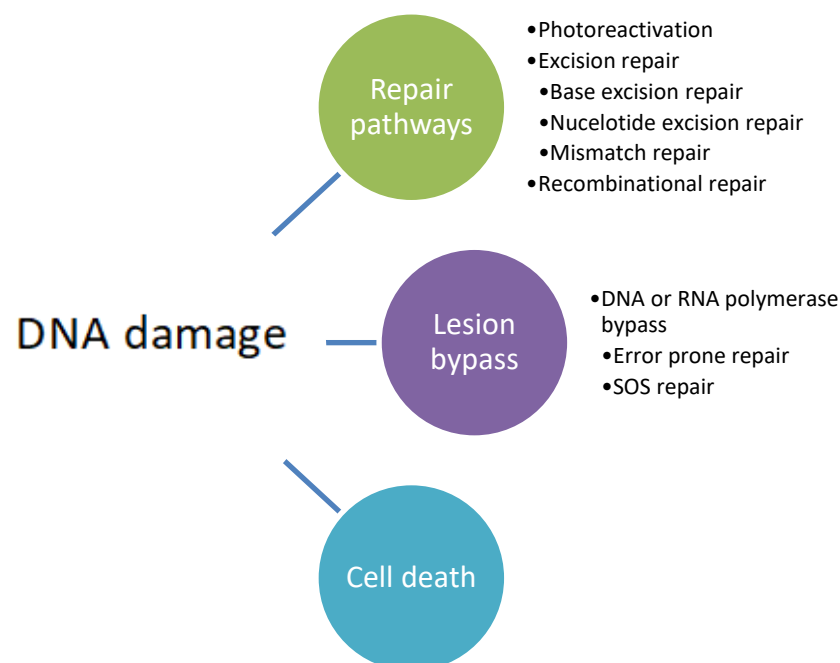 •Photoreactivation
•Excision repair
•Base excision repair
•Nucelotide excision repair
•Mismatch repair
•Recombinational repair
Repair
pathways
DNA damage
Lesion
bypass
•DNA or RNA polymerase
bypass
•Error prone repair
•SOS repair
Cell death